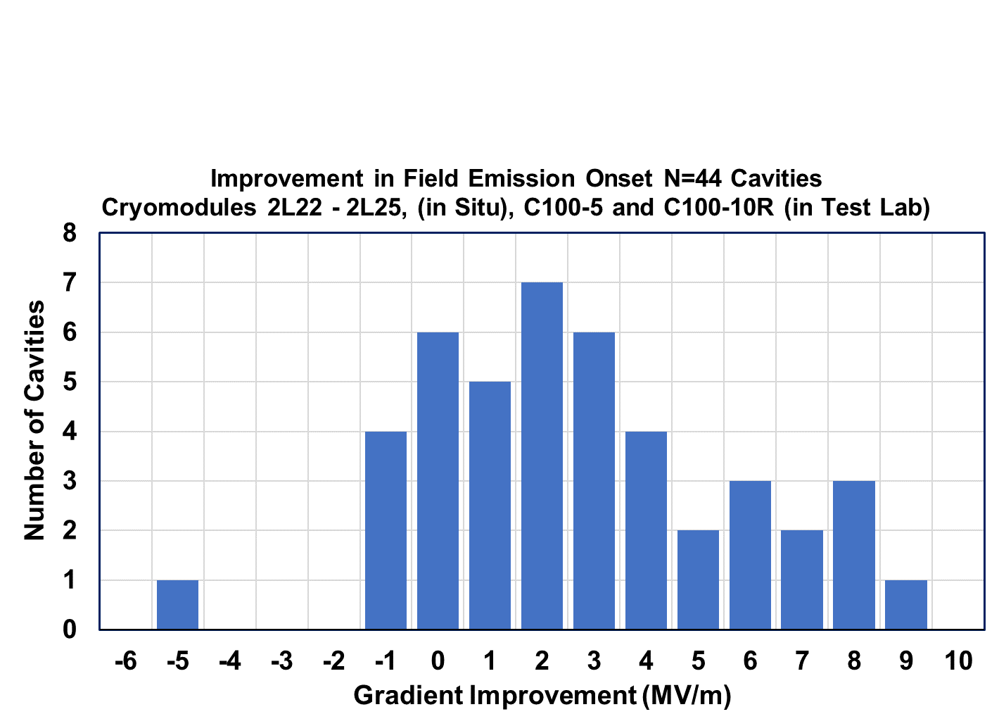 Improvement in Field Emission Onset N=44 Cavities
Cryomodules 2L22 - 2L25, (in Situ), C100-5 and C100-10R (in Test Lab)
8
7
6
5
4
3
2
1
0
Number of Cavities
-6 -5 -4 -3 -2 -1 0 1 2 3 4 5 6 7 8 9 10
Gradient Improvement (MV/m)